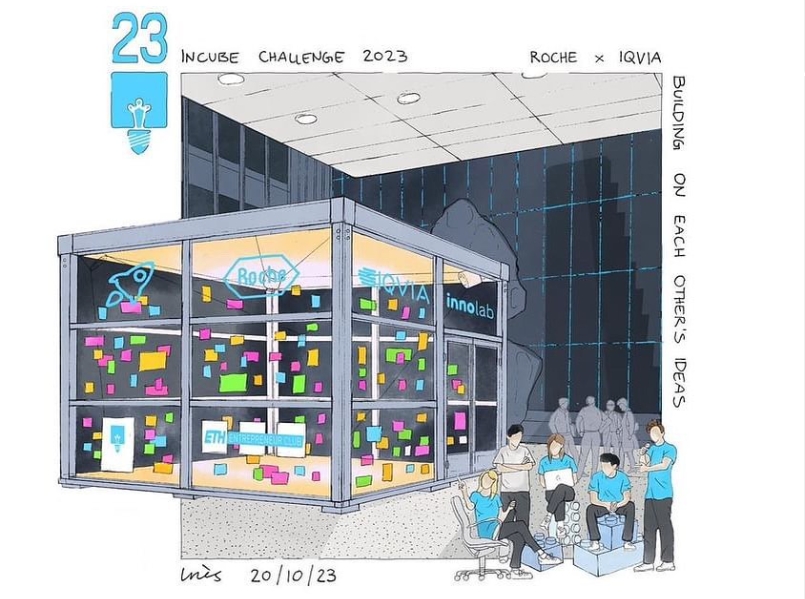 23
INCUBE CHALLENGE 2023
ROCHE x IQVIA
BUILDING ON EACH OTHER'S IDEAS
Roche
IQVIA
innolab
ETH ENTREPRENEUR CLUB
Inès 20/10/23